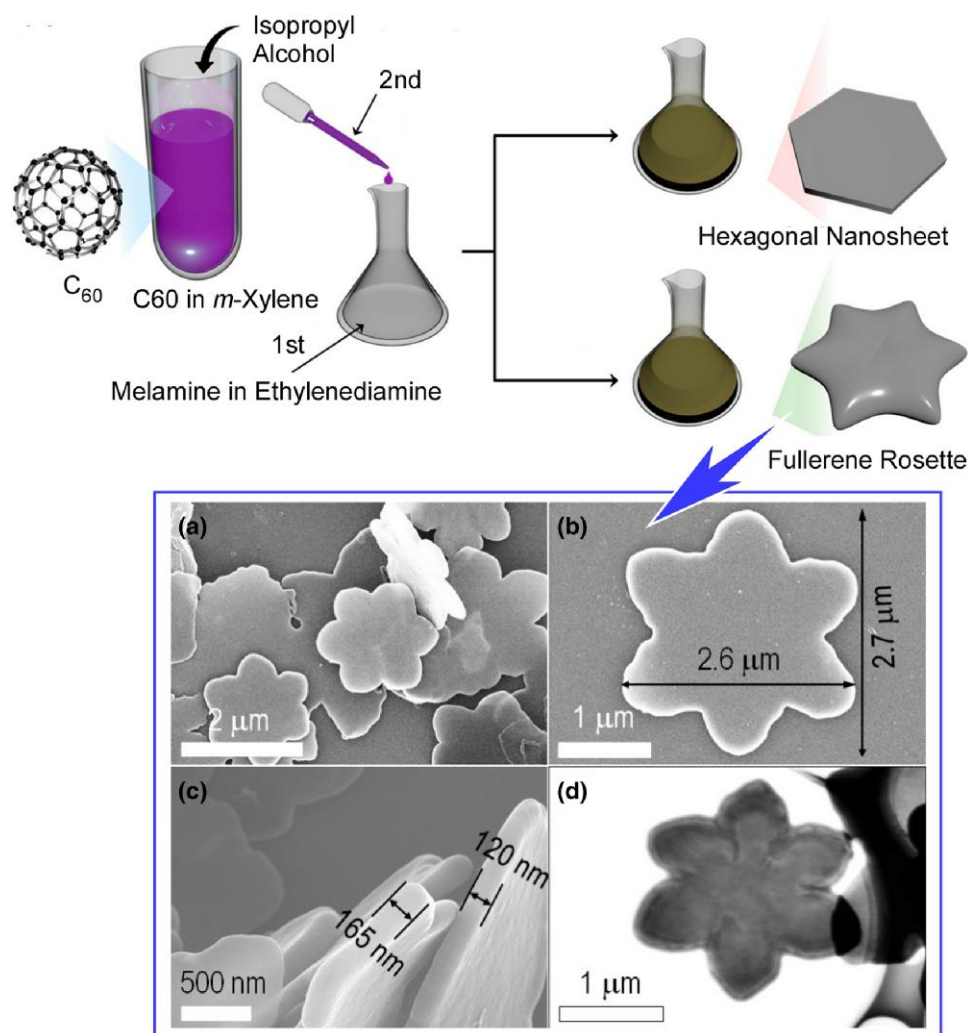 Isopropyl
Alcohol
2nd
C60
C60 in m-Xylene
1st
Melamine in Ethylenediamine
Hexagonal Nanosheet
Fullerene Rosette
(a)
2 μm
(b)
2.6 μm
2.7 μm
1 μm
(c)
120 nm
165 nm
500 nm
(d)
1 μm